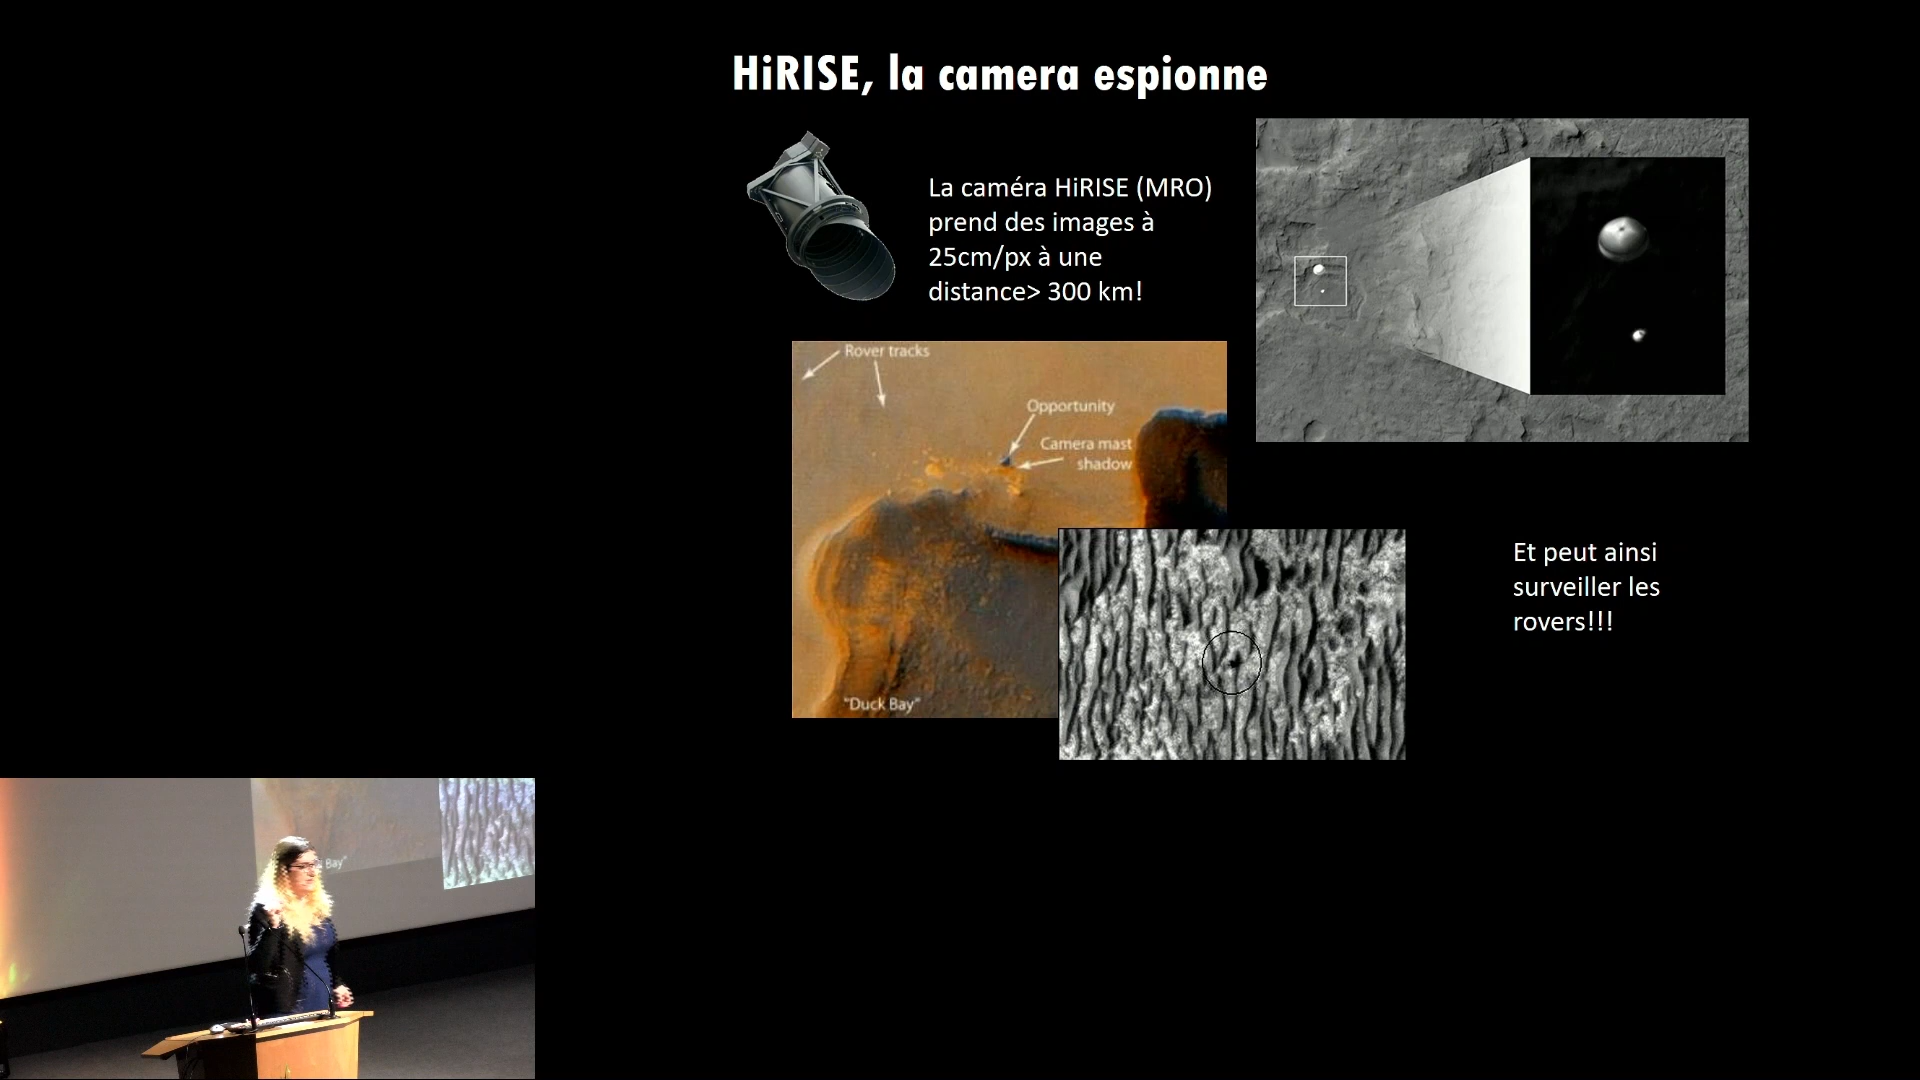 HiRISE, la camera espionne
La caméra HiRISE (MRO)
prend des images à
25cm/px à une
distance> 300 km!
Rover tracks
Opportunity
Camera mast
shadow
"Duck Bay"
Et peut ainsi
surveiller les
rovers!!!
Bay"